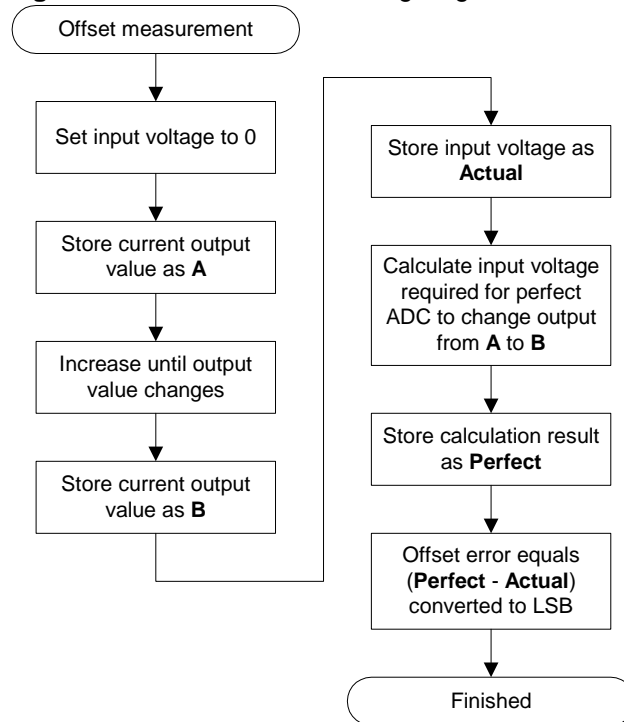 Offset measurement
Set input voltage to 0
Store current output
value as A
Increase until output
value changes
Store current output
value as B
Store input voltage as
Actual
Calculate input voltage
required for perfect
ADC to change output
from A to B
Store calculation result
as Perfect
Offset error equals
(Perfect - Actual)
converted to LSB
Finished